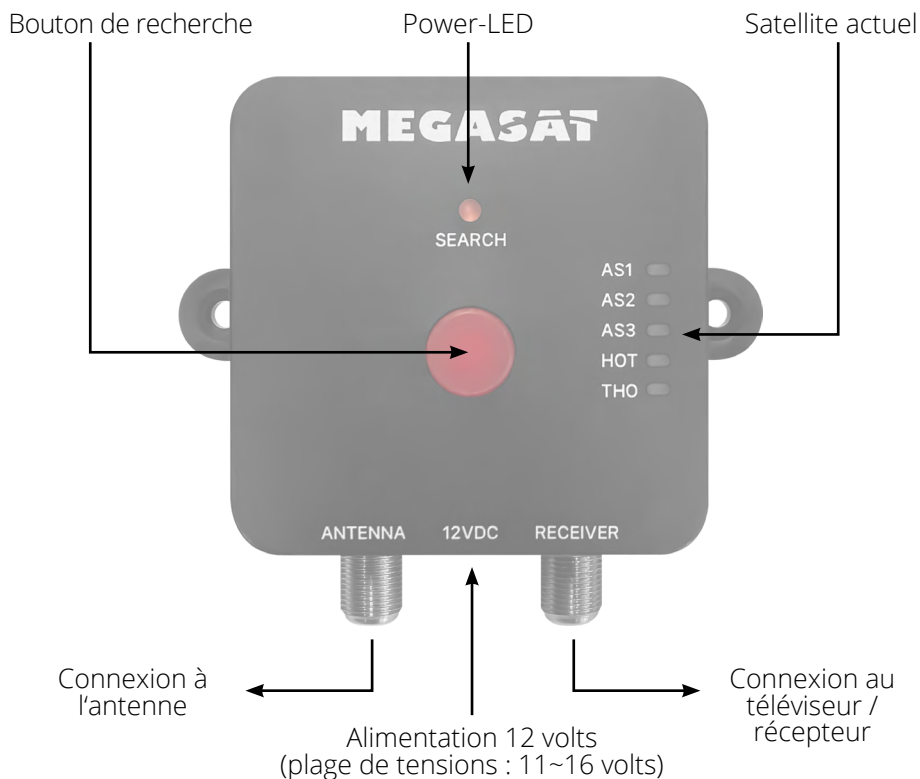 Bouton de recherche
Power-LED
Satellite actuel
MEGASAT
SEARCH
AS1
AS2
AS3
HOT
THO
ANTENNA
12VDC
RECEIVER
Connexion à
l‘antenne
Alimentation 12 volts
(plage de tensions : 11~16 volts)
Connexion au
téléviseur /
récepteur